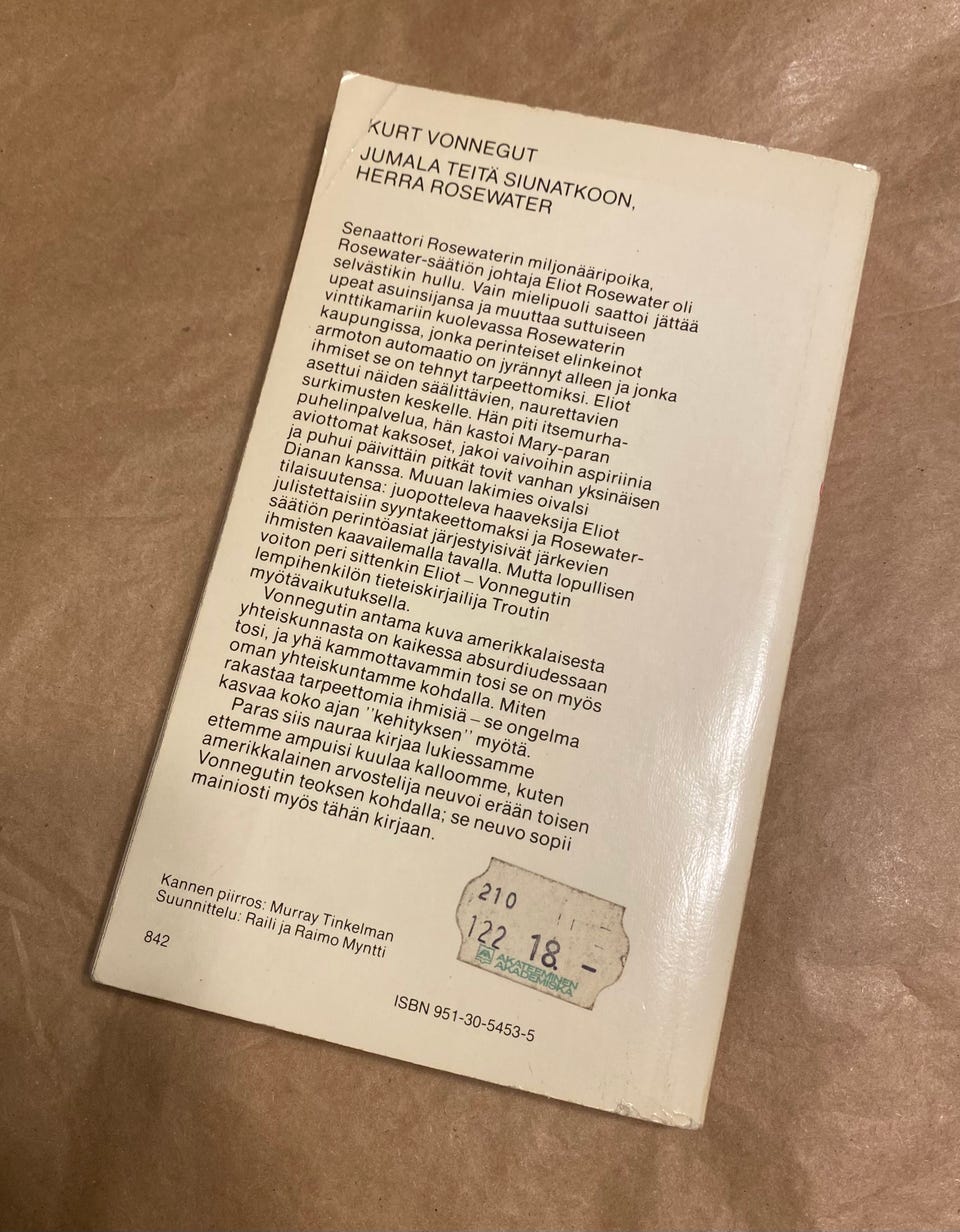 KURT VONNEGUT
JUMALA TEITÄ SIUNATKOON,
HERRA ROSEWATER
Senaattori Rosewaterin miljonääripoika,
Rosewater-säätiön johtaja Eliot Rosewater oli
selvästikin hullu. Vain mielipuoli saattoi jättää
upeat asuinsijansa ja muuttaa suttuiseen
vinttikamariin kuolevassa Rosewaterin
kaupungissa, jonka perinteiset elinkeinot
armoton automaatio on jyrännyt alleen ja jonka
ihmiset se on tehnyt tarpeettomiksi. Eliot
asettui näiden säälittävien, naurettavien
surkimusten keskelle. Hän piti itsemurha-
puhelinpalvelua, hän kastoi Mary-paran
aviottomat kaksoset, jakoi vaivoihin aspiriinia
ja puhui päivittäin pitkät tovit vanhan yksinäisen
Dianan kanssa. Muuan lakimies oivalsi
tilaisuutensa: juopotteleva haaveksija Eliot
julistettaisiin syyntakeettomaksi ja Rosewater-
säätiön perintöasiat järjestyisivät järkevien
ihmisten kaavailemalla tavalla. Mutta lopullisen
voiton peri sittenkin Eliot – Vonnegutin
lempihenkilön tieteiskirjailija Troutin
myötävaikutuksella.
Vonnegutin antama kuva amerikkalaisesta
yhteiskunnasta on kaikessa absurdiudessaan
tosi, ja yhä kammottavammin tosi se on myös
oman yhteiskuntamme kohdalla. Miten
rakastaa tarpeettomia ihmisiä – se ongelma
kasvaa koko ajan ''kehityksen'' myötä.
Paras siis nauraa kirjaa lukiessamme
ettemme ampuisi kuulaa kalloomme, kuten
amerikkalainen arvostelija neuvoi erään toisen
Vonnegutin teoksen kohdalla; se neuvo sopii
mainiosti myös tähän kirjaan.
Kannen piirros: Murray Tinkelman
Suunnittelu: Raili ja Raimo Myntti
842
210
122 18.–
AKATEEMINEN
AKADEMISKA
ISBN 951-30-5453-5